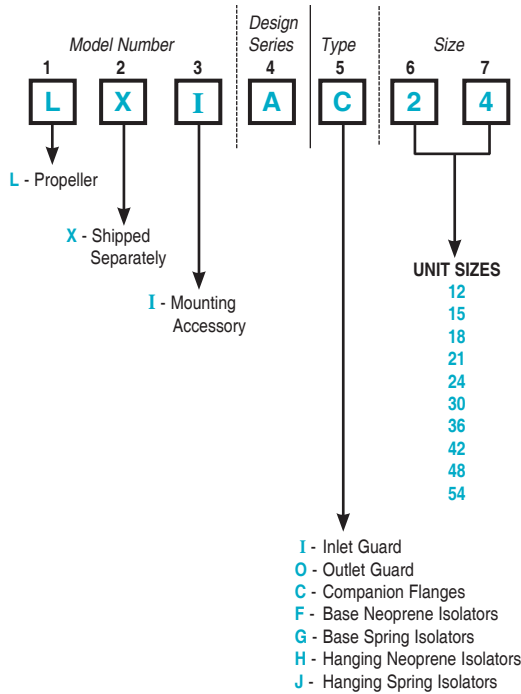 Model Number
Design
Series
Type
Size
1 2 3 4 5 6 7
L X I A C 2 4
L - Propeller
X - Shipped
Separately
I - Mounting
Accessory
UNIT SIZES
12
15
18
21
24
30
36
42
48
54
I - Inlet Guard
O - Outlet Guard
C - Companion Flanges
F - Base Neoprene Isolators
G - Base Spring Isolators
H - Hanging Neoprene Isolators
J - Hanging Spring Isolators